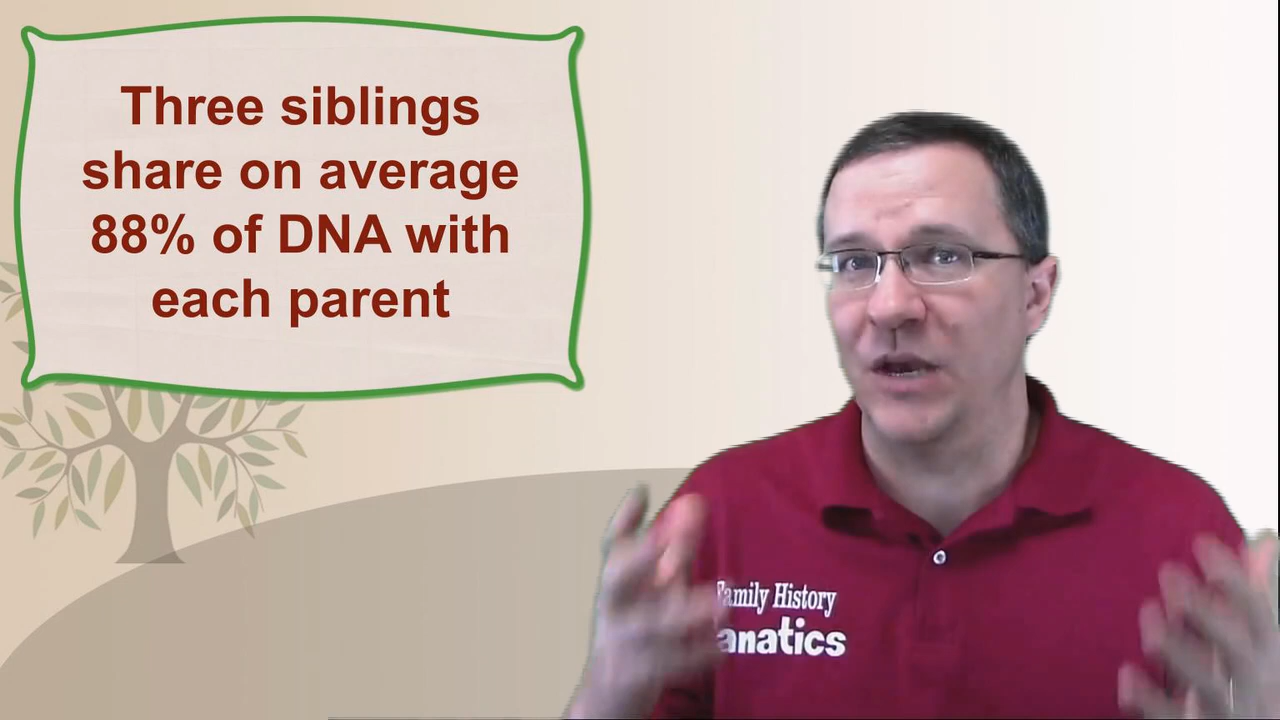 Three siblings
share on average
88% of DNA with
each parent
Family History
anatics